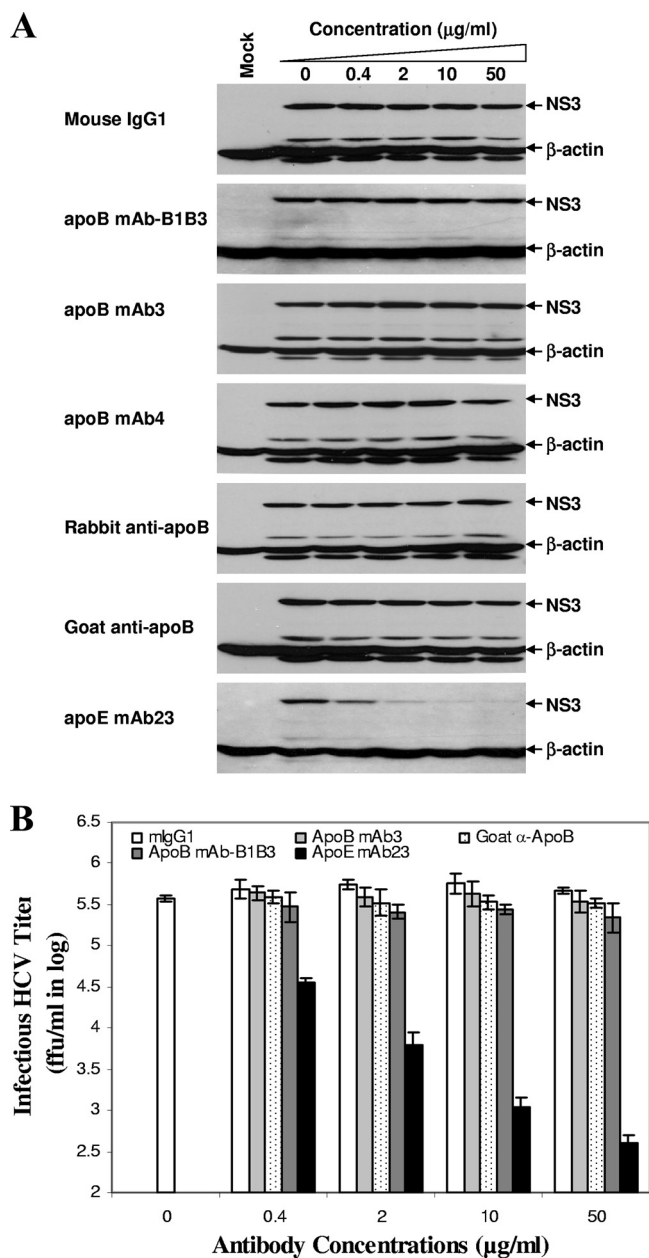 A
Concentration (μg/ml)
Mock
0 0.4 2 10 50
Mouse IgG1
NS3
β-actin
apoB mAb-B1B3
NS3
β-actin
apoB mAb3
NS3
β-actin
apoB mAb4
NS3
β-actin
Rabbit anti-apoB
NS3
β-actin
Goat anti-apoB
NS3
β-actin
apoE mAb23
NS3
β-actin
B
Infectious HCV Titer
(ffu/ml in log)
6.5
6
5.5
5
4.5
4
3.5
3
2.5
2
mIgG1 ApoB mAb3 Goat α-ApoB
ApoB mAb-B1B3 ApoE mAb23
0 0.4 2 10 50
Antibody Concentrations (μg/ml)